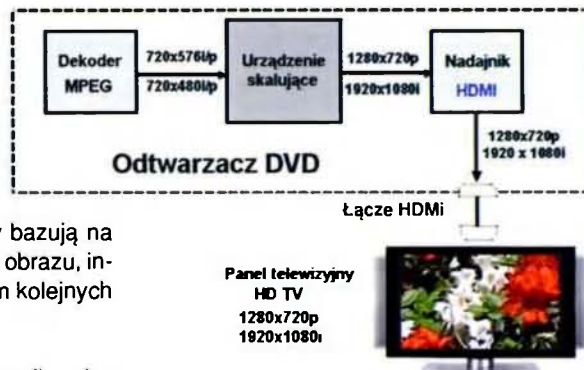 Dekoder
MPEG
720x576i/p
720x480i/p
Urządzenie
skalujące
1280x720p
1920x1080i
Nadajnik
HDMI
1280x720p
1920 x 1080i
Odtwarzacz DVD
Łącze HDMi
y bazują na
obrazu, in-
m kolejnych
Panel telewizyjny
HD TV
1280x720p
1920x1080i